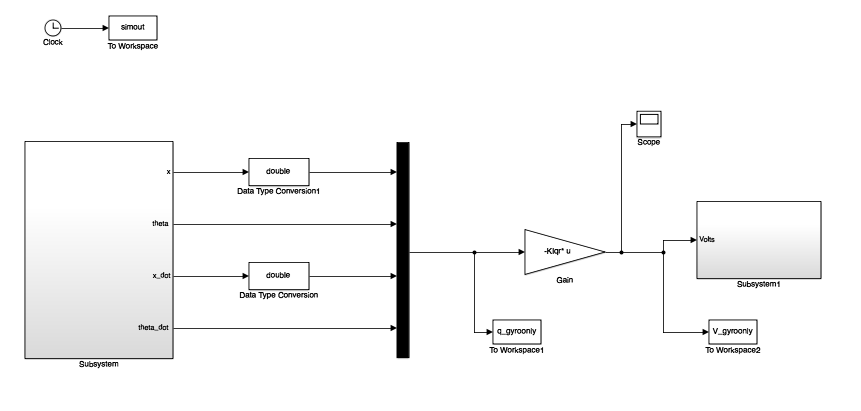 simout
Clock
To Workspace
Scope
x
double
Data Type Conversion1
theta
Volts
-Klqr* u
x_dot
double
Gain
Subsystem1
Data Type Conversion
theta_dot
q_gyroonly
V_gyroonly
To Workspace1
To Workspace2
Subsystem